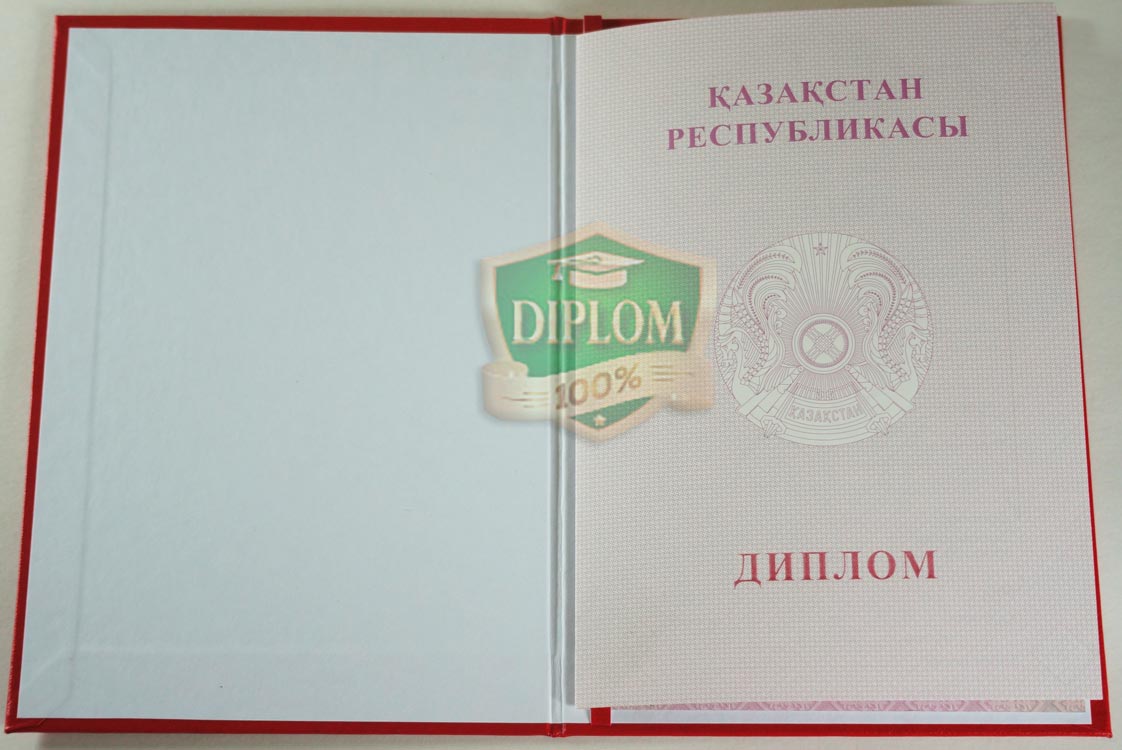 ҚАЗАҚСТАН
РЕСПУБЛИКАСЫ
DIPLOM
100%
ҚАЗАҚСТАН
ДИПЛОМ